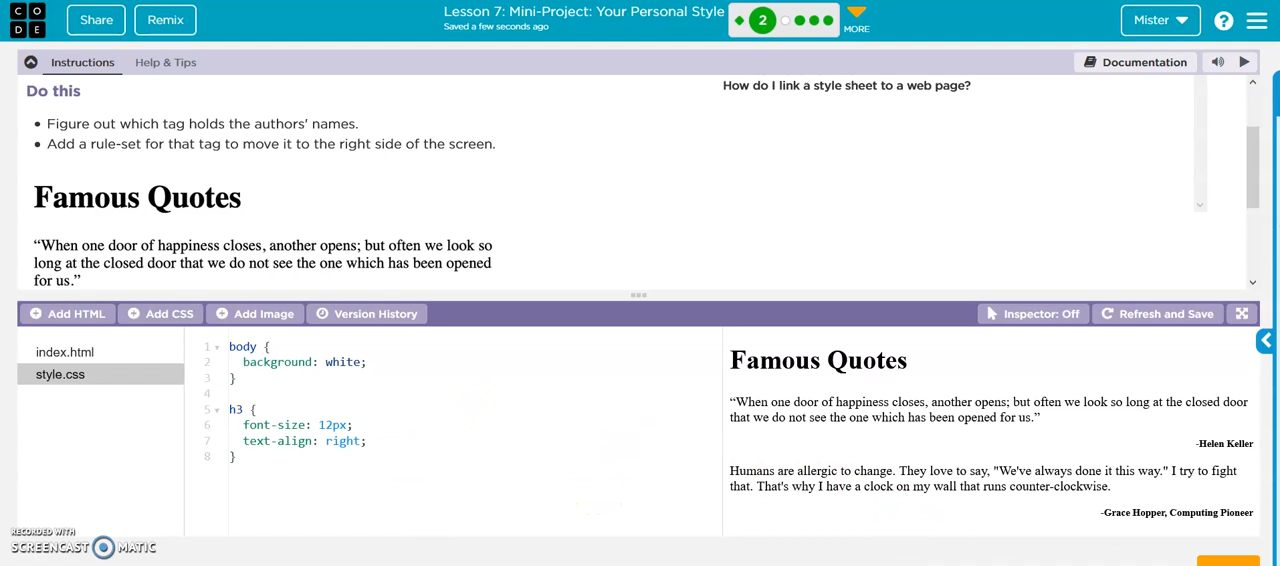 CO
DE
Share
Remix
Lesson 7: Mini-Project: Your Personal Style
Saved a few seconds ago
2
MORE
Mister
?
Instructions
Help & Tips
Documentation
Do this
• Figure out which tag holds the authors' names.
• Add a rule-set for that tag to move it to the right side of the screen.
How do I link a style sheet to a web page?
Famous Quotes
“When one door of happiness closes, another opens; but often we look so
long at the closed door that we do not see the one which has been opened
for us.”
Add HTML
Add CSS
Add Image
Version History
Inspector: Off
Refresh and Save
index.html
style.css
1 body {
2 background: white;
3 }
4
5 h3 {
6 font-size: 12px;
7 text-align: right;
8 }
Famous Quotes
“When one door of happiness closes, another opens; but often we look so long at the closed door
that we do not see the one which has been opened for us.”
-Helen Keller
Humans are allergic to change. They love to say, "We've always done it this way." I try to fight
that. That's why I have a clock on my wall that runs counter-clockwise.
-Grace Hopper, Computing Pioneer
RECORDED WITH
SCREENCAST MATIC